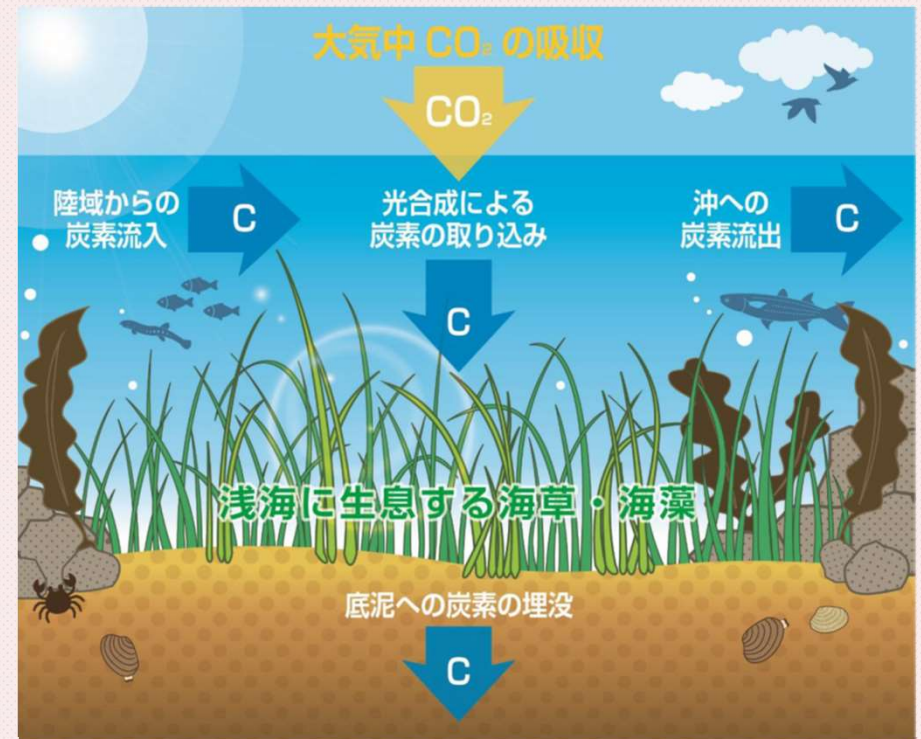 大気中 CO₂ の吸収
CO₂
陸域からの
炭素流入
C
光合成による
炭素の取り込み
沖への
炭素流出
C
C
浅海に生息する海草・海藻
底泥への炭素の埋没
C